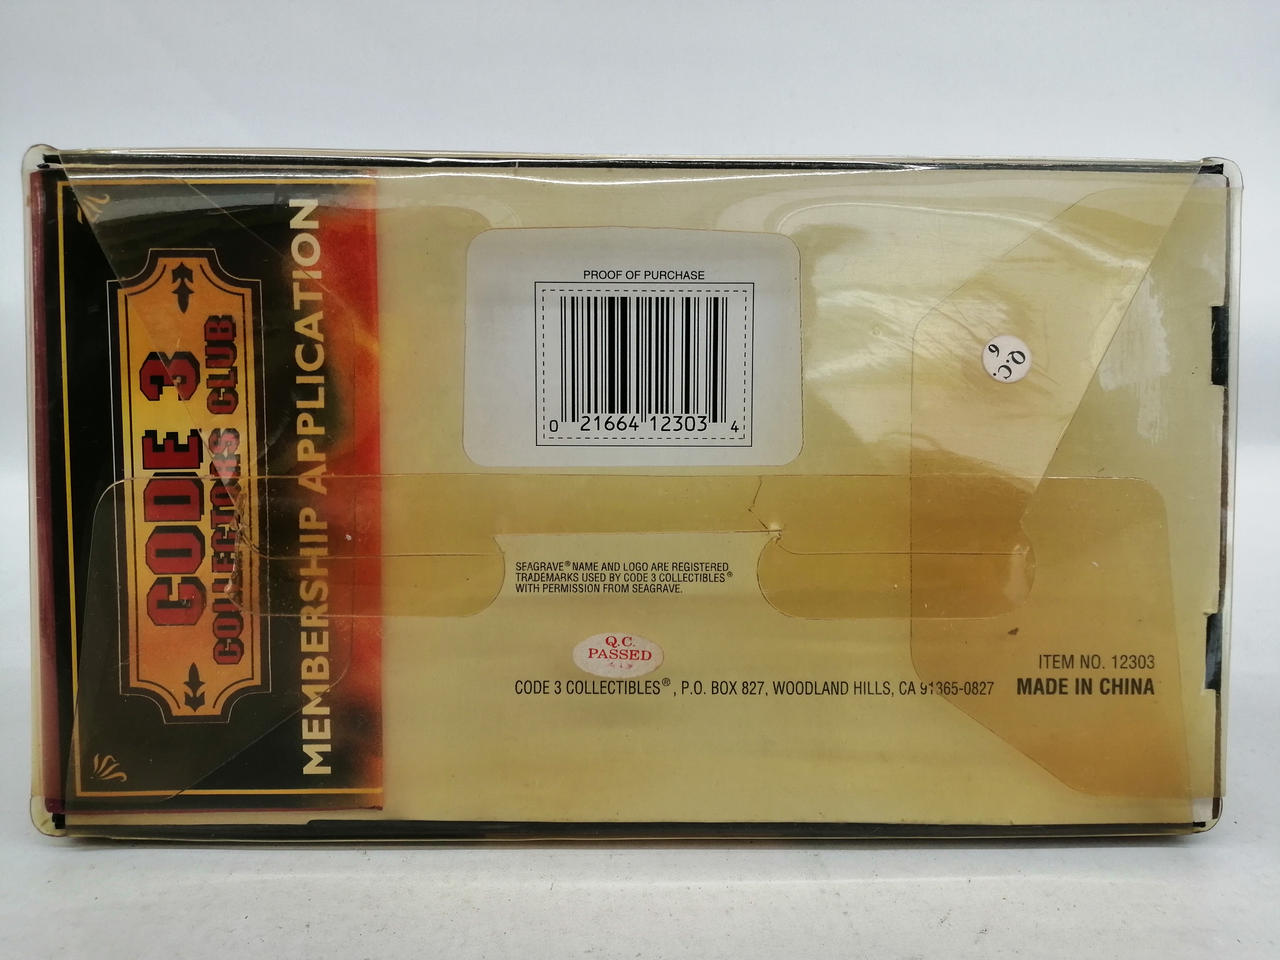 CODE 3
COLLECTORS CLUB
MEMBERSHIP APPLICATION
PROOF OF PURCHASE
0 21664 12303 4
Q.C.
6
SEAGRAVE® NAME AND LOGO ARE REGISTERED
TRADEMARKS USED BY CODE 3 COLLECTIBLES®
WITH PERMISSION FROM SEAGRAVE.
Q.C.
PASSED
CODE 3 COLLECTIBLES®, P.O. BOX 827, WOODLAND HILLS, CA 91365-0827
ITEM NO. 12303
MADE IN CHINA